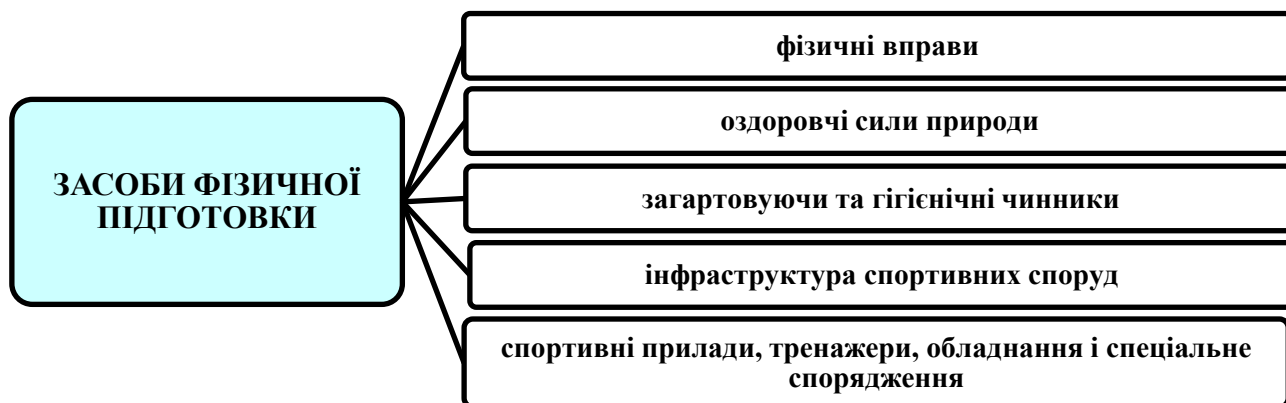 ЗАСОБИ ФІЗИЧНОЇ
ПІДГОТОВКИ
фізичні вправи
оздоровчі сили природи
загартовуючи та гігієнічні чинники
інфраструктура спортивних споруд
спортивні прилади, тренажери, обладнання і спеціальне
спорядження